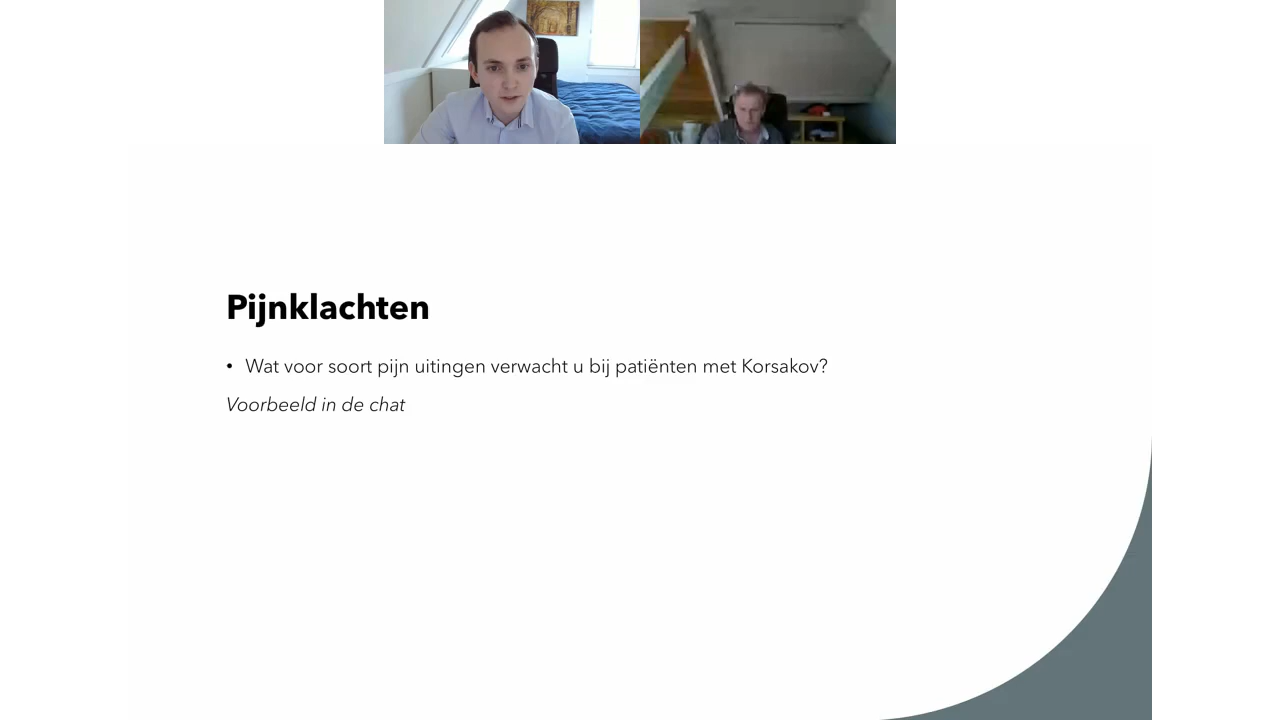 Pijnklachten
• Wat voor soort pijn uitingen verwacht u bij patiënten met Korsakov?
Voorbeeld in de chat